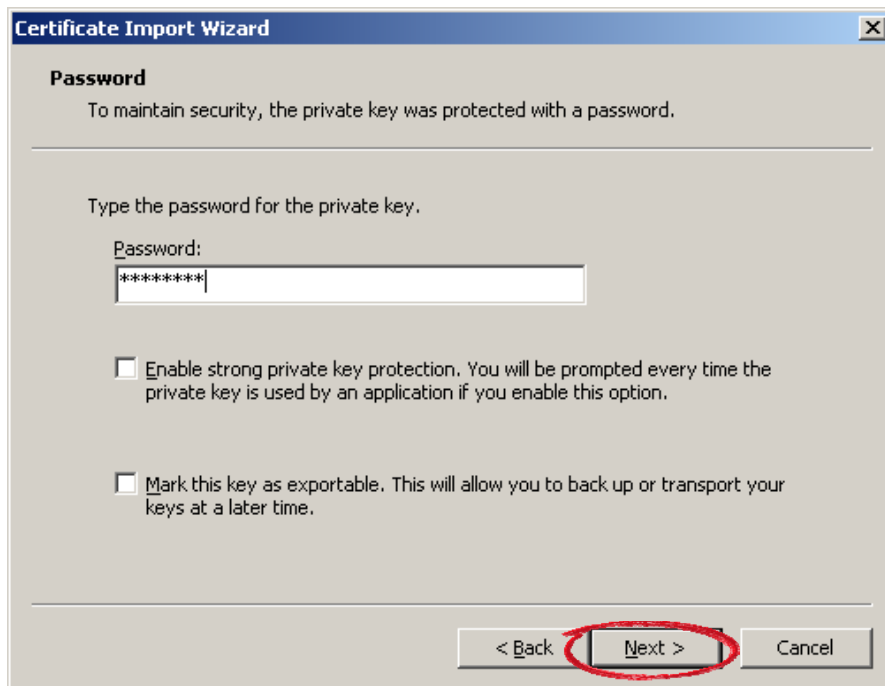 Certificate Import Wizard
Password
To maintain security, the private key was protected with a password.
Type the password for the private key.
Password:
********
Enable strong private key protection. You will be prompted every time the
private key is used by an application if you enable this option.
Mark this key as exportable. This will allow you to back up or transport your
keys at a later time.
< Back Next > Cancel